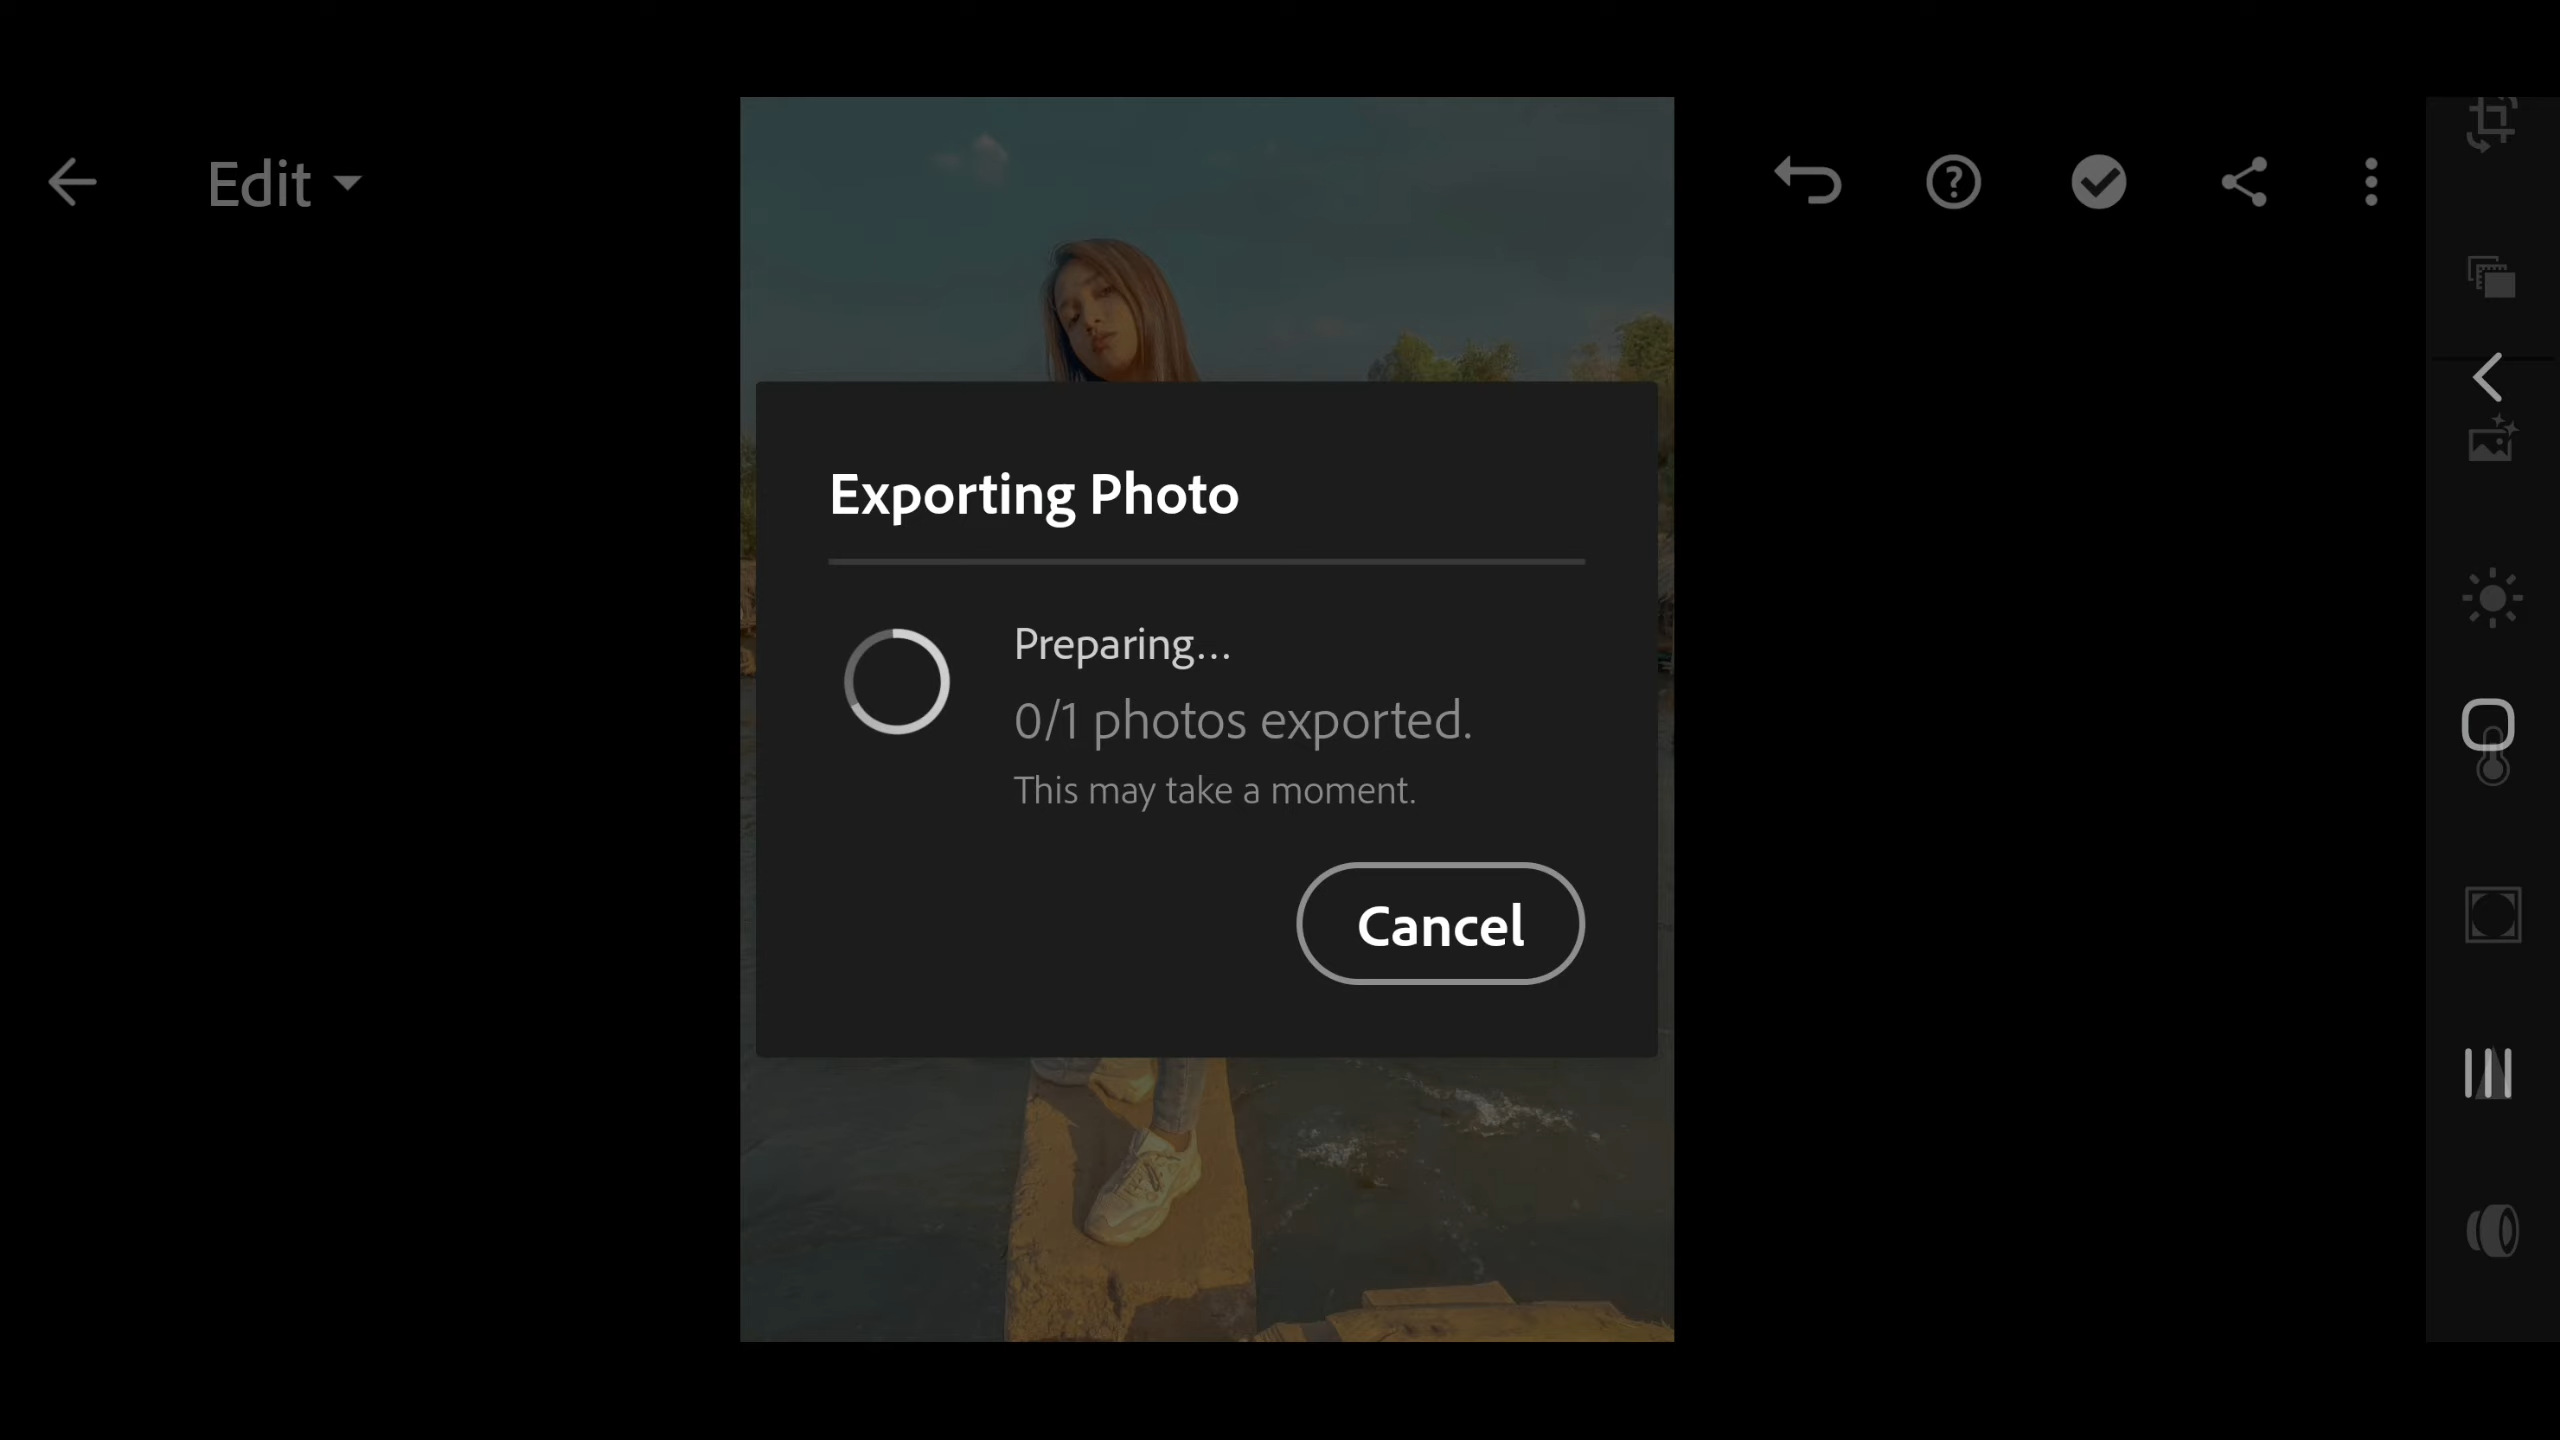 Edit
Exporting Photo
Preparing...
0/1 photos exported.
This may take a moment.
Cancel